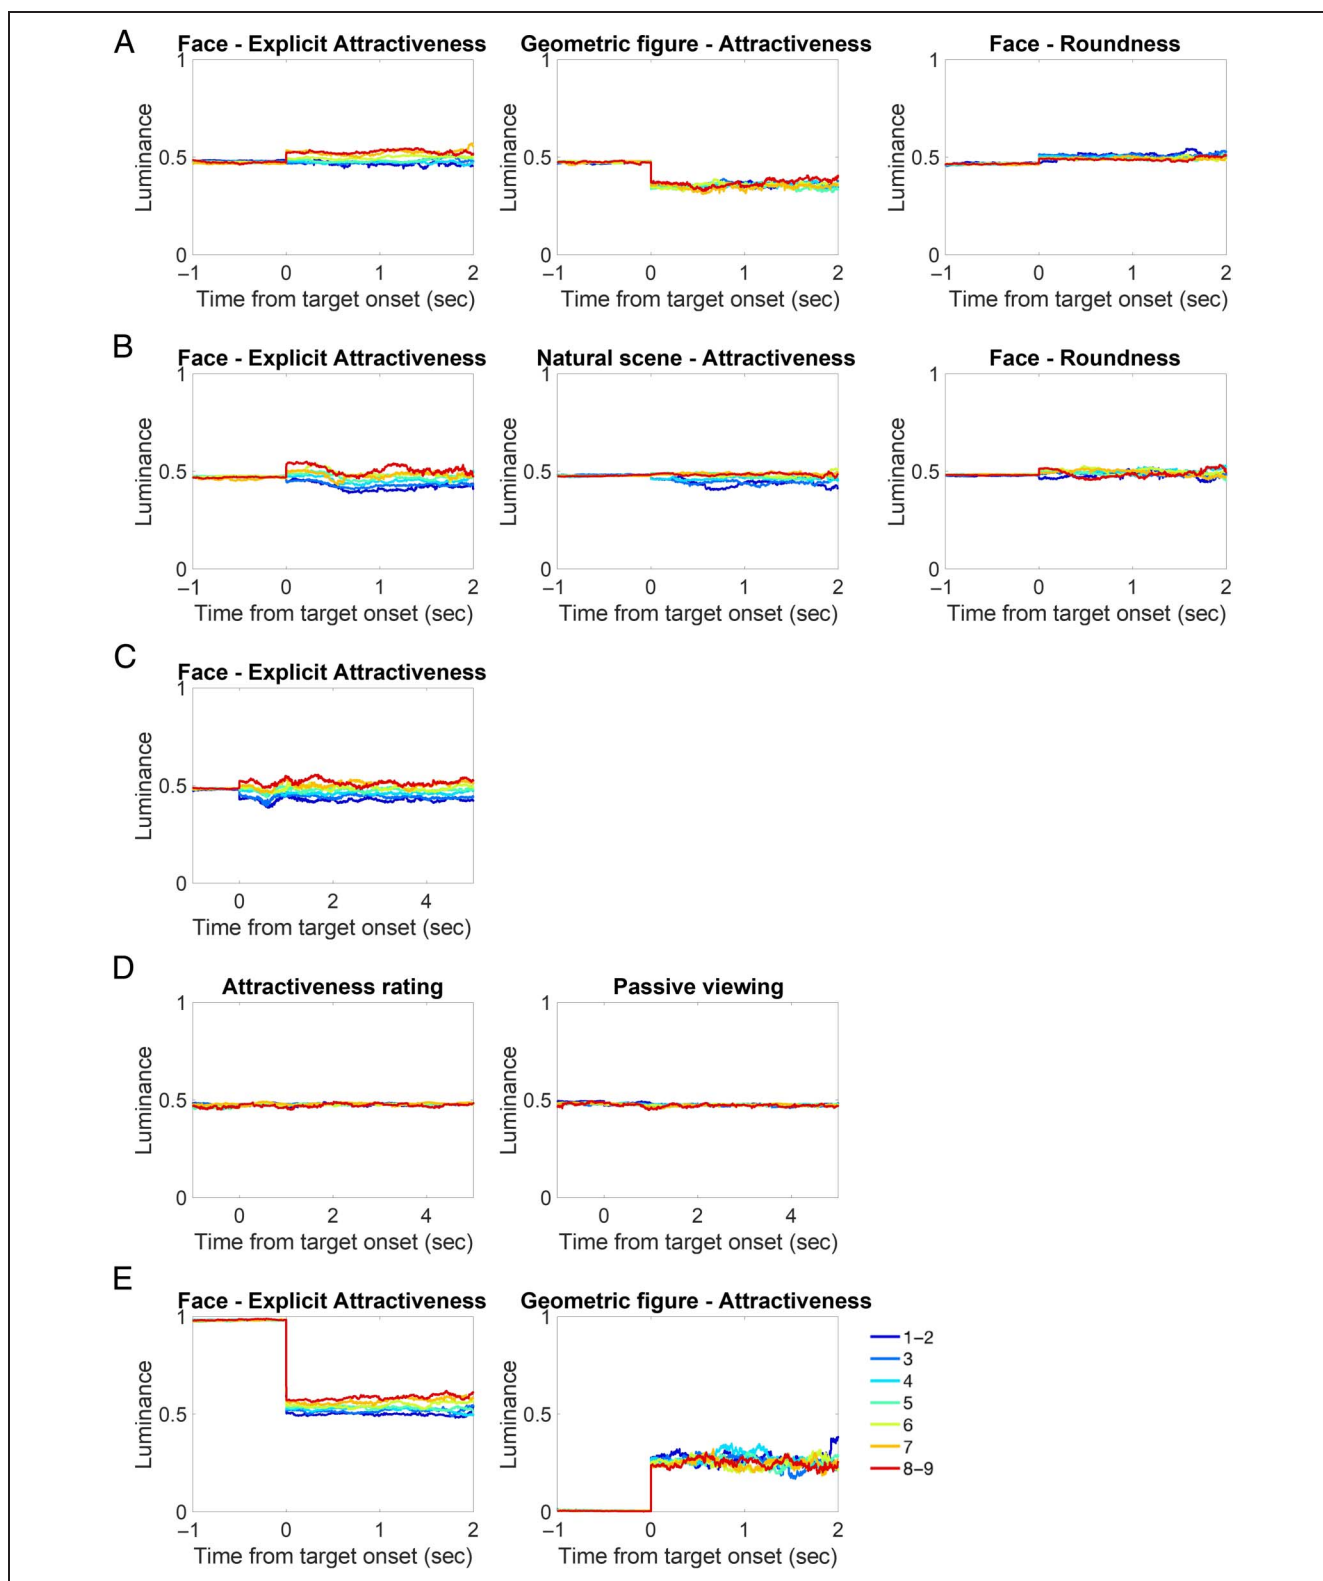 A
Face - Explicit Attractiveness
Geometric figure - Attractiveness
Face - Roundness
1
0.5
0
Luminance
−1 0 1 2
Time from target onset (sec)
1
0.5
0
Luminance
−1 0 1 2
Time from target onset (sec)
1
0.5
0
Luminance
−1 0 1 2
Time from target onset (sec)
B
Face - Explicit Attractiveness
Natural scene - Attractiveness
Face - Roundness
1
0.5
0
Luminance
−1 0 1 2
Time from target onset (sec)
1
0.5
0
Luminance
−1 0 1 2
Time from target onset (sec)
1
0.5
0
Luminance
−1 0 1 2
Time from target onset (sec)
C
Face - Explicit Attractiveness
1
0.5
0
Luminance
0 2 4
Time from target onset (sec)
D
Attractiveness rating
Passive viewing
1
0.5
0
Luminance
0 2 4
Time from target onset (sec)
1
0.5
0
Luminance
0 2 4
Time from target onset (sec)
E
Face - Explicit Attractiveness
Geometric figure - Attractiveness
1
0.5
0
Luminance
−1 0 1 2
Time from target onset (sec)
1
0.5
0
Luminance
−1 0 1 2
Time from target onset (sec)
1−2
3
4
5
6
7
8−9